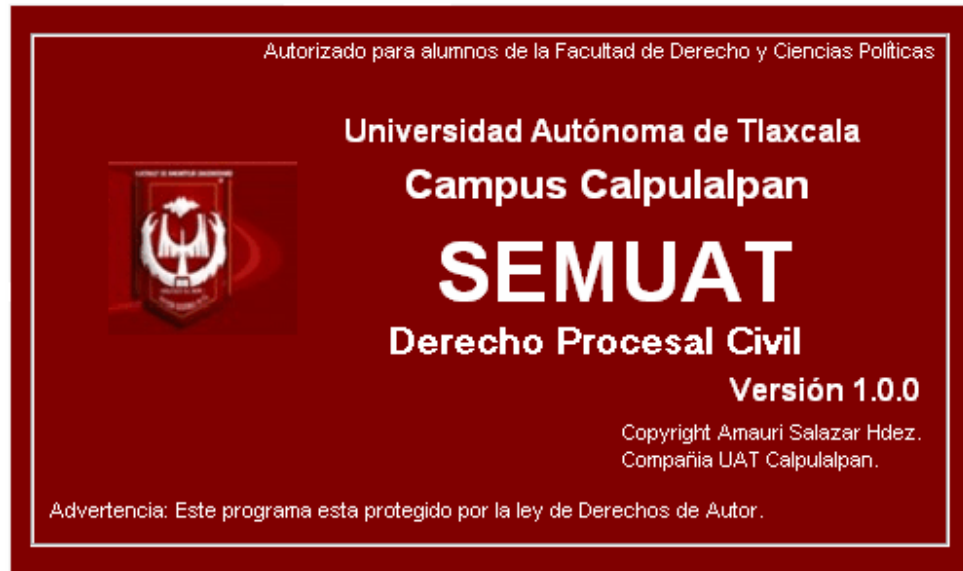 Autorizado para alumnos de la Facultad de Derecho y Ciencias Políticas
Universidad Autónoma de Tlaxcala
Campus Calpulalpan
SEMUAT
Derecho Procesal Civil
Versión 1.0.0
Copyright Amauri Salazar Hdez.
Compañia UAT Calpulalpan.
Advertencia: Este programa esta protegido por la ley de Derechos de Autor.